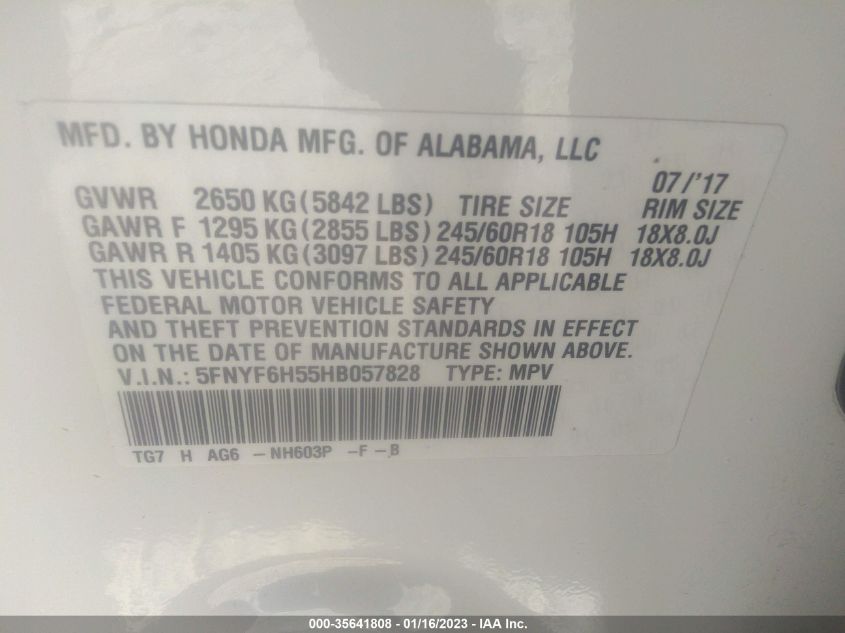 MFD. BY HONDA MFG. OF ALABAMA, LLC
07/'17
GVWR 2650 KG(5842 LBS) TIRE SIZE RIM SIZE
GAWR F 1295 KG(2855 LBS)245/60R18 105H 18X8.0J
GAWR R 1405 KG(3097 LBS)245/60R18 105H 18X8.0J
THIS VEHICLE CONFORMS TO ALL APPLICABLE
FEDERAL MOTOR VEHICLE SAFETY
AND THEFT PREVENTION STANDARDS IN EFFECT
ON THE DATE OF MANUFACTURE SHOWN ABOVE.
V.I.N.: 5FNYF6H55HB057828 TYPE: MPV
TG7 H AG6 -NH603P -F-B
000-35641808 - 01/16/2023 - IAA Inc.